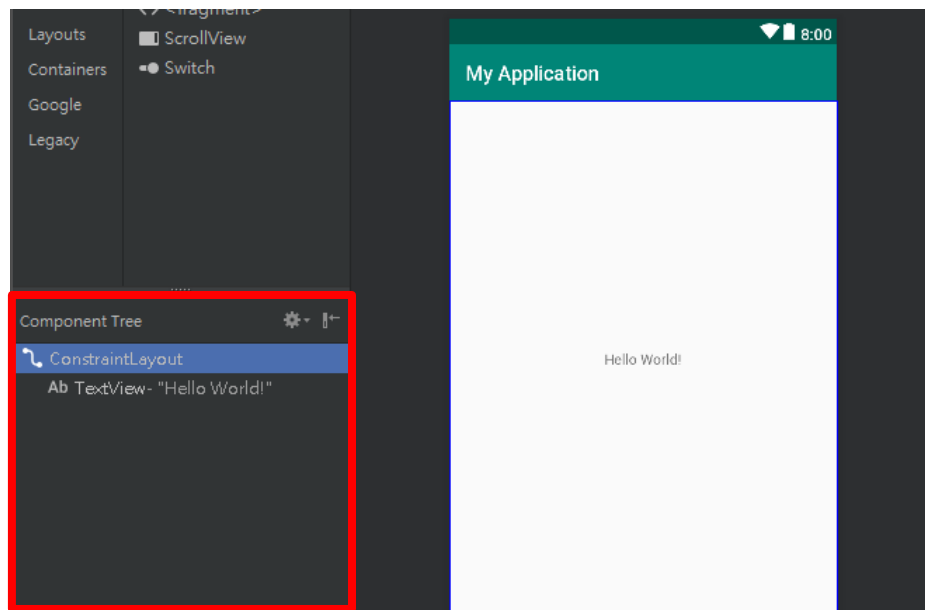 <fragment>
Layouts
ScrollView
Containers
Switch
Google
Legacy
Component Tree
ConstraintLayout
Ab TextView- "Hello World!"
8:00
My Application
Hello World!